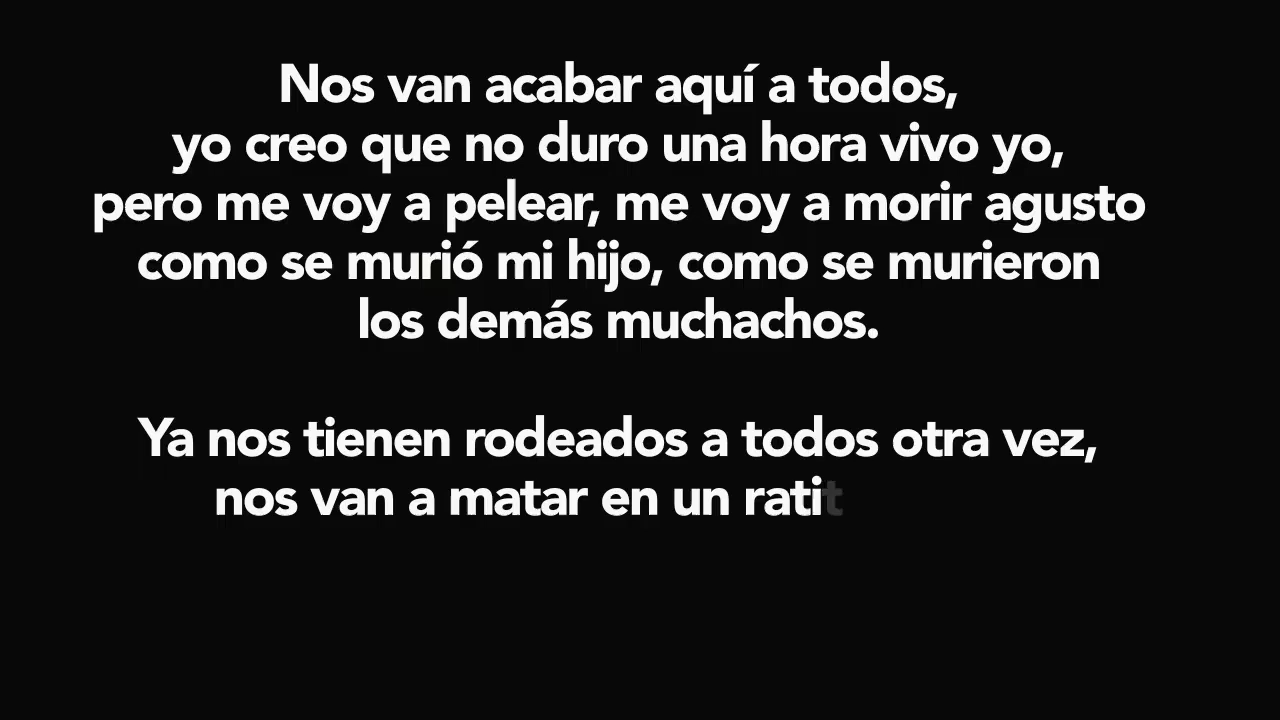 Nos van acabar aquí a todos,
yo creo que no duro una hora vivo yo,
pero me voy a pelear, me voy a morir agusto
como se murió mi hijo, como se murieron
los demás muchachos.
Ya nos tienen rodeados a todos otra vez,
nos van a matar en un ratit